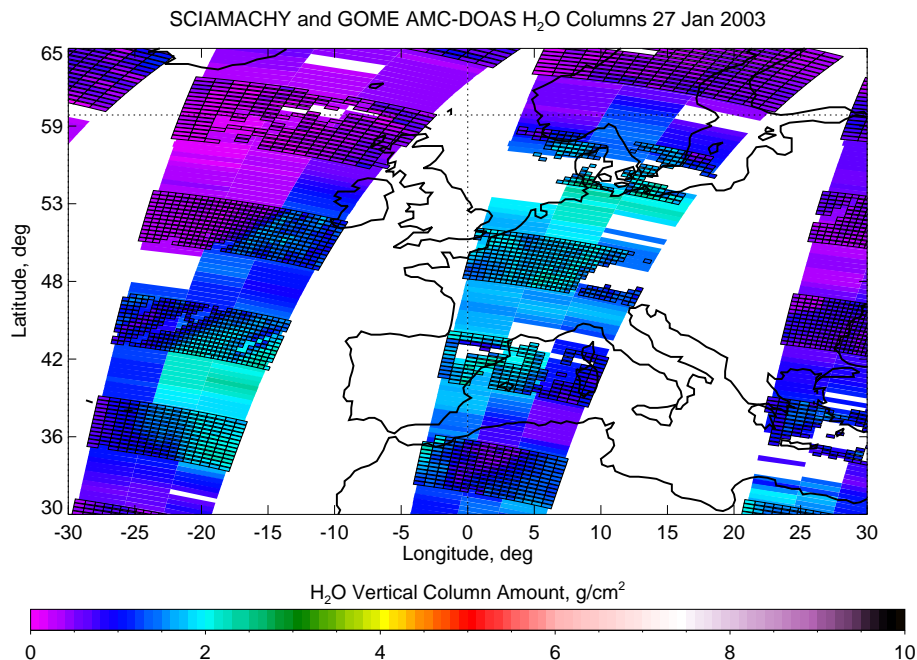 SCIAMACHY and GOME AMC-DOAS H₂O Columns 27 Jan 2003
65
59
53
48
42
36
30
Latitude, deg
-30 -25 -20 -15 -10 -5 0 5 10 15 20 25 30
Longitude, deg
H₂O Vertical Column Amount, g/cm²
0 2 4 6 8 10